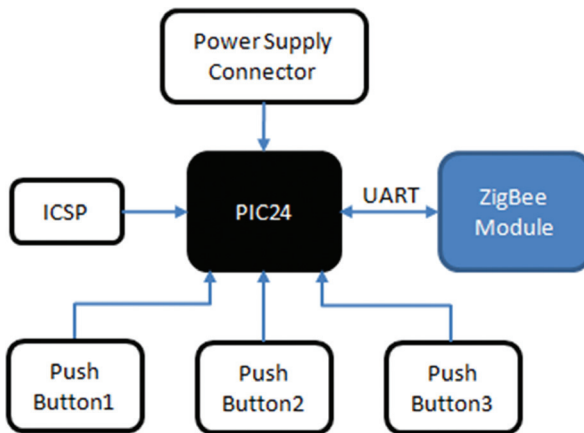 Power Supply
Connector
ICSP
PIC24
UART
ZigBee
Module
Push
Button1
Push
Button2
Push
Button3